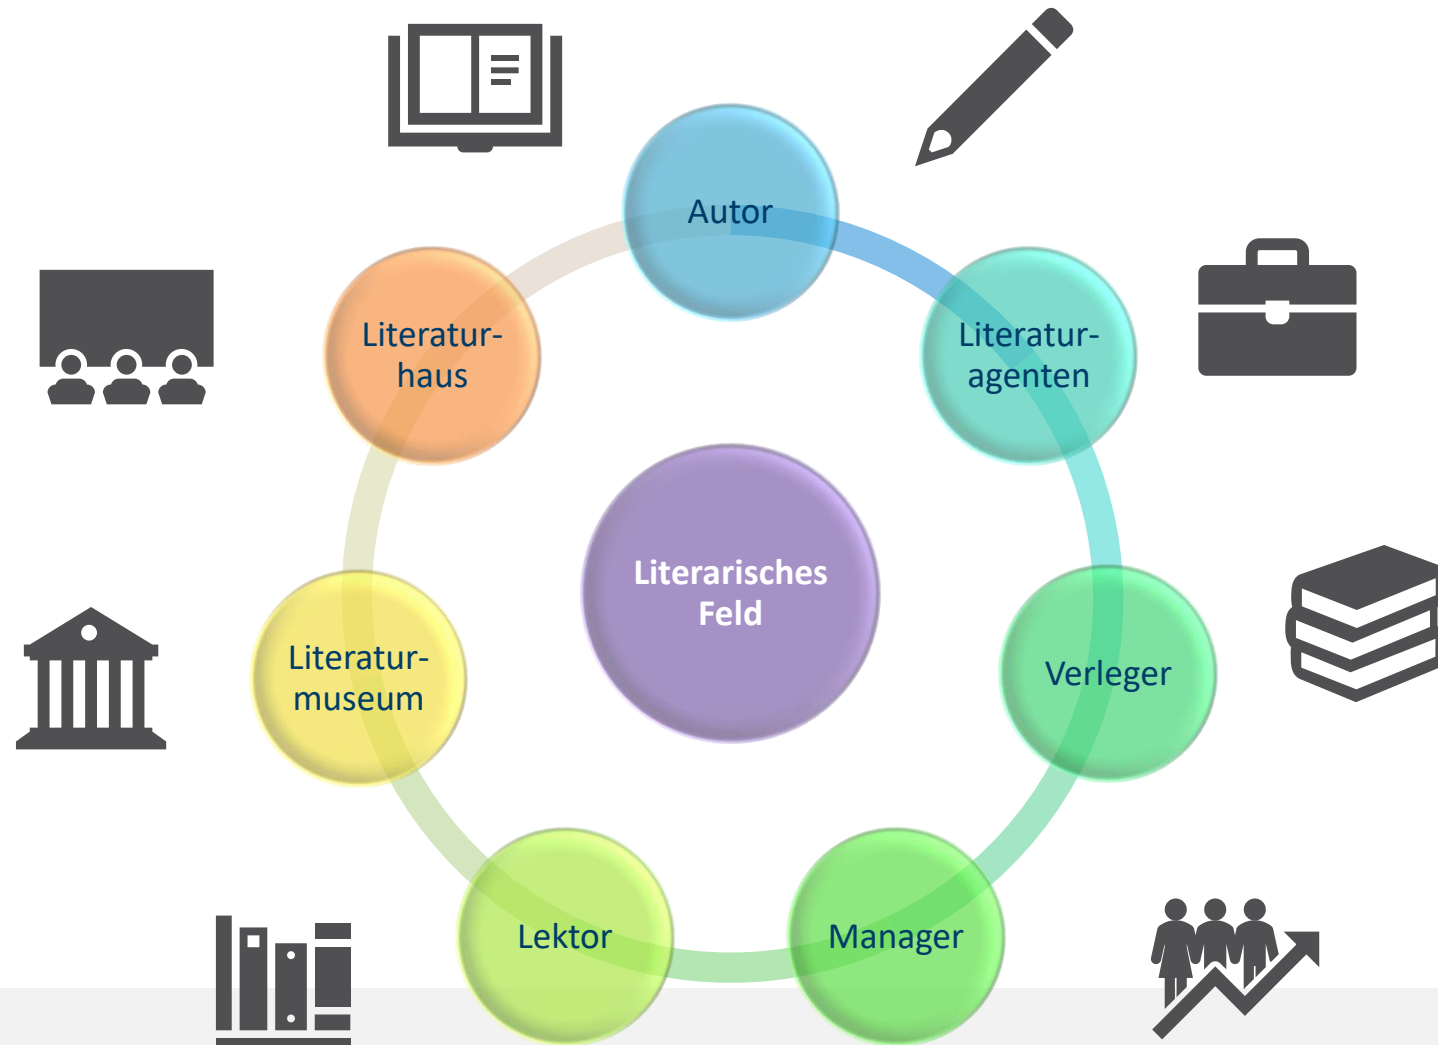 Autor
Literatur-
agenten
Verleger
Manager
Lektor
Literatur-
museum
Literatur-
haus
Literarisches
Feld